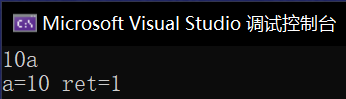 C:\ Microsoft Visual Studio 调试控制台
10a
a=10 ret=1